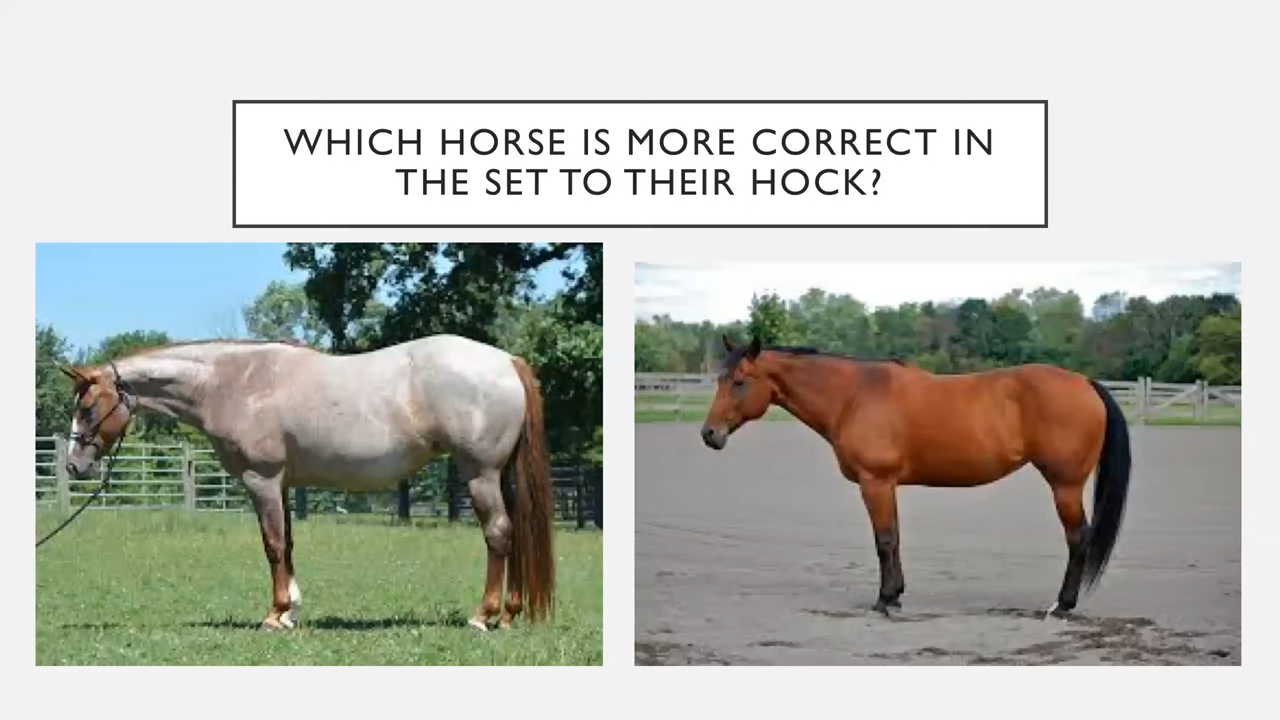 WHICH HORSE IS MORE CORRECT IN
THE SET TO THEIR HOCK?